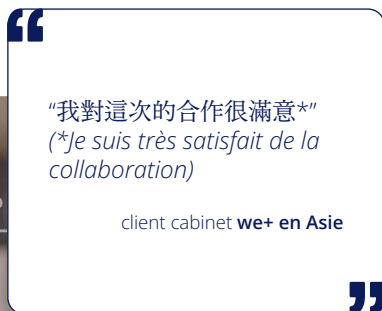 “我對這次的合作很滿意*”
(*Je suis très satisfait de la
collaboration)
client cabinet we+ en Asie